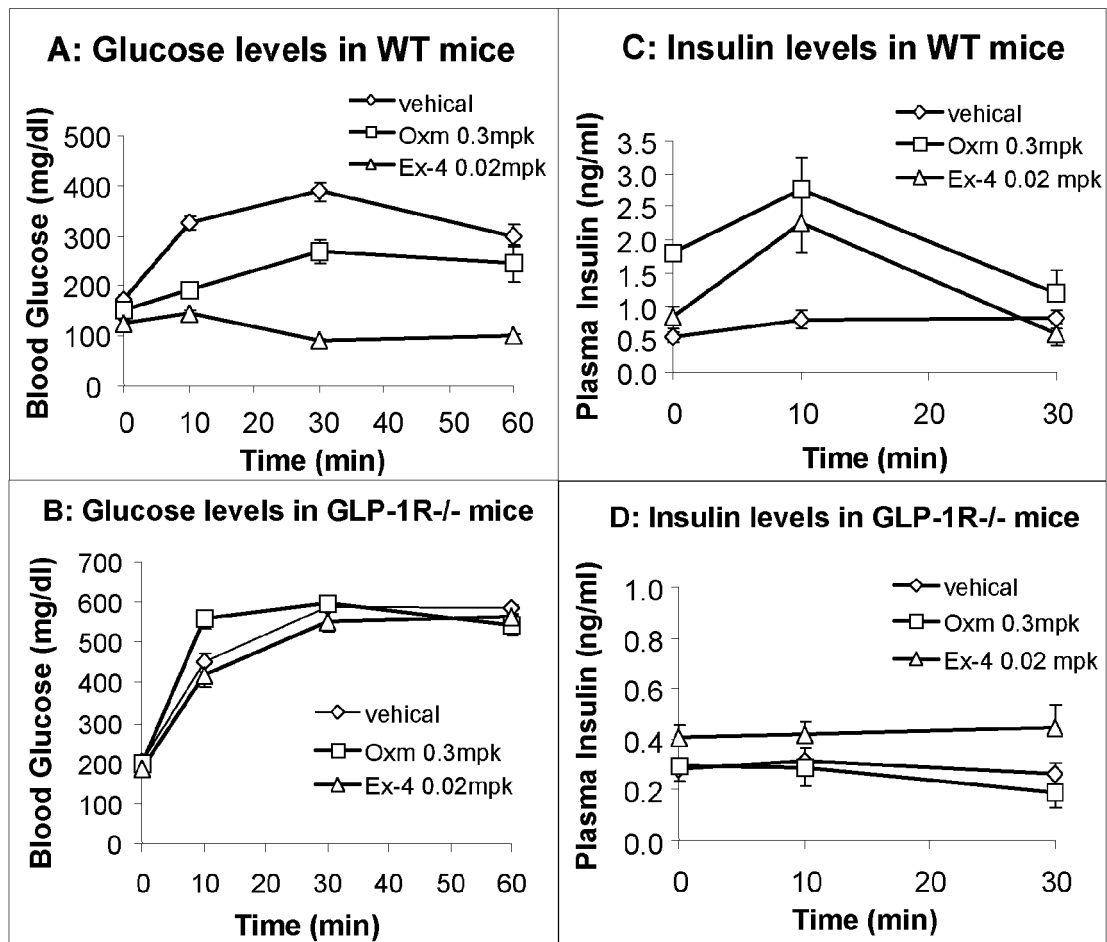 A: Glucose levels in WT mice
vehical
Oxm 0.3mpk
Ex-4 0.02mpk
Blood Glucose (mg/dl)
500
400
300
200
100
0
0 10 20 30 40 50 60
Time (min)
C: Insulin levels in WT mice
vehical
Oxm 0.3mpk
Ex-4 0.02 mpk
Plasma Insulin (ng/ml)
3.5
3.0
2.5
2.0
1.5
1.0
0.5
0.0
0 10 20 30
Time (min)
B: Glucose levels in GLP-1R-/- mice
vehical
Oxm 0.3mpk
Ex-4 0.02mpk
Blood Glucose (mg/dl)
700
600
500
400
300
200
100
0
0 10 20 30 40 50 60
Time (min)
D: Insulin levels in GLP-1R-/- mice
vehical
Oxm 0.3mpk
Ex-4 0.02 mpk
Plasma Insulin (ng/ml)
1.0
0.8
0.6
0.4
0.2
0.0
0 10 20 30
Time (min)